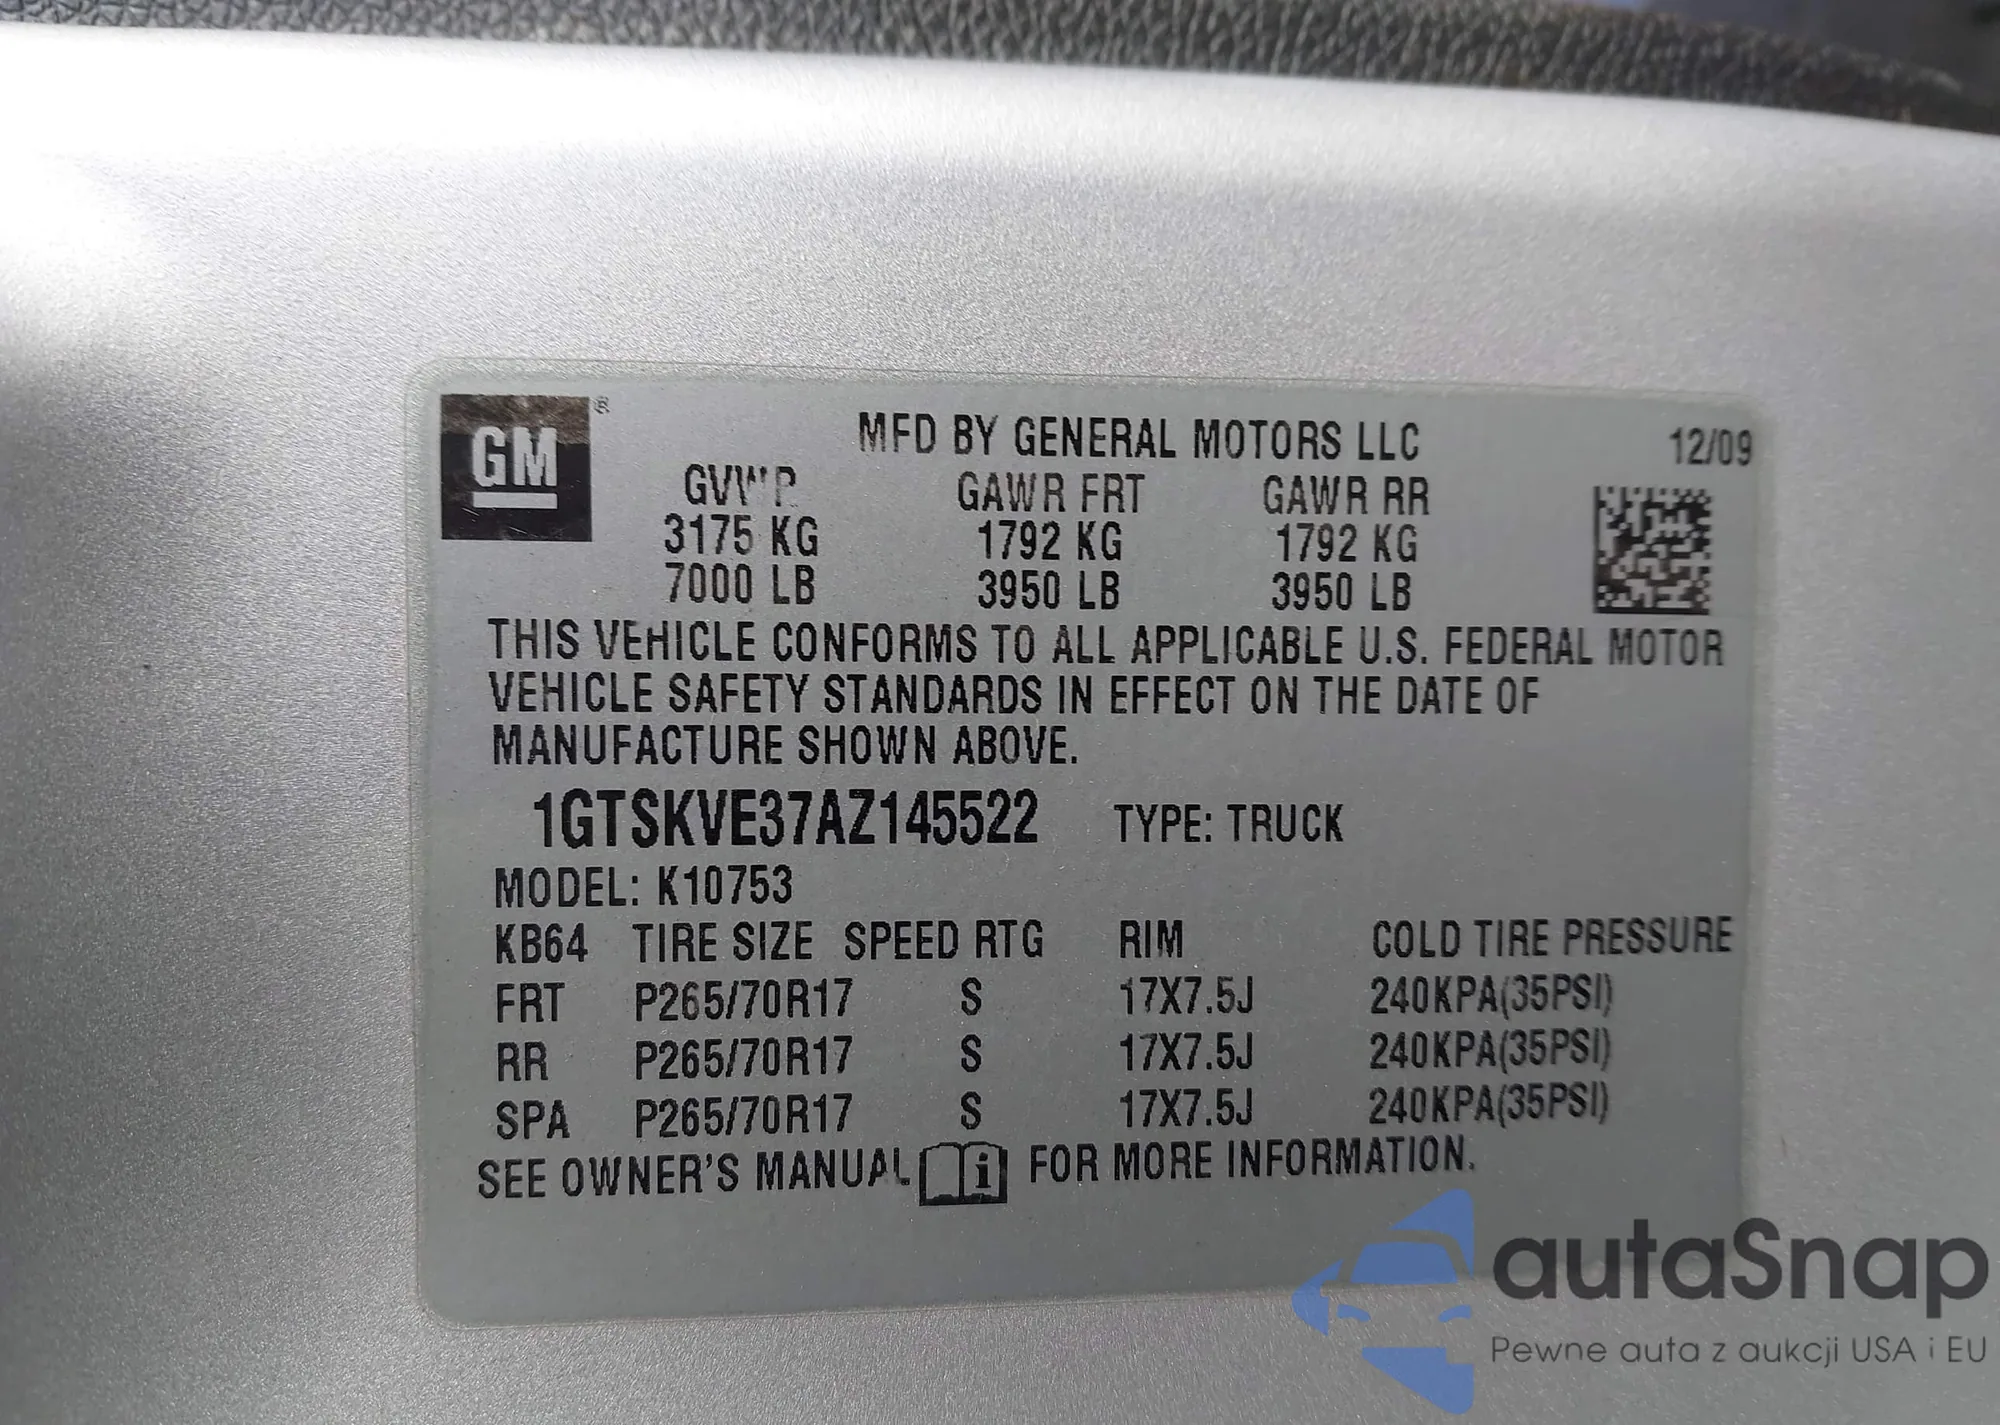 GM ®
MFD BY GENERAL MOTORS LLC 12/09
GVWR GAWR FRT GAWR RR
3175 KG 1792 KG 1792 KG
7000 LB 3950 LB 3950 LB
THIS VEHICLE CONFORMS TO ALL APPLICABLE U.S. FEDERAL MOTOR
VEHICLE SAFETY STANDARDS IN EFFECT ON THE DATE OF
MANUFACTURE SHOWN ABOVE.
1GTSKVE37AZ145522 TYPE: TRUCK
MODEL: K10753
KB64 TIRE SIZE SPEED RTG RIM COLD TIRE PRESSURE
FRT P265/70R17 S 17X7.5J 240KPA(35PSI)
RR P265/70R17 S 17X7.5J 240KPA(35PSI)
SPA P265/70R17 S 17X7.5J 240KPA(35PSI)
SEE OWNER'S MANUAL i FOR MORE INFORMATION.
autaSnap
Pewne auta z aukcji USA i EU